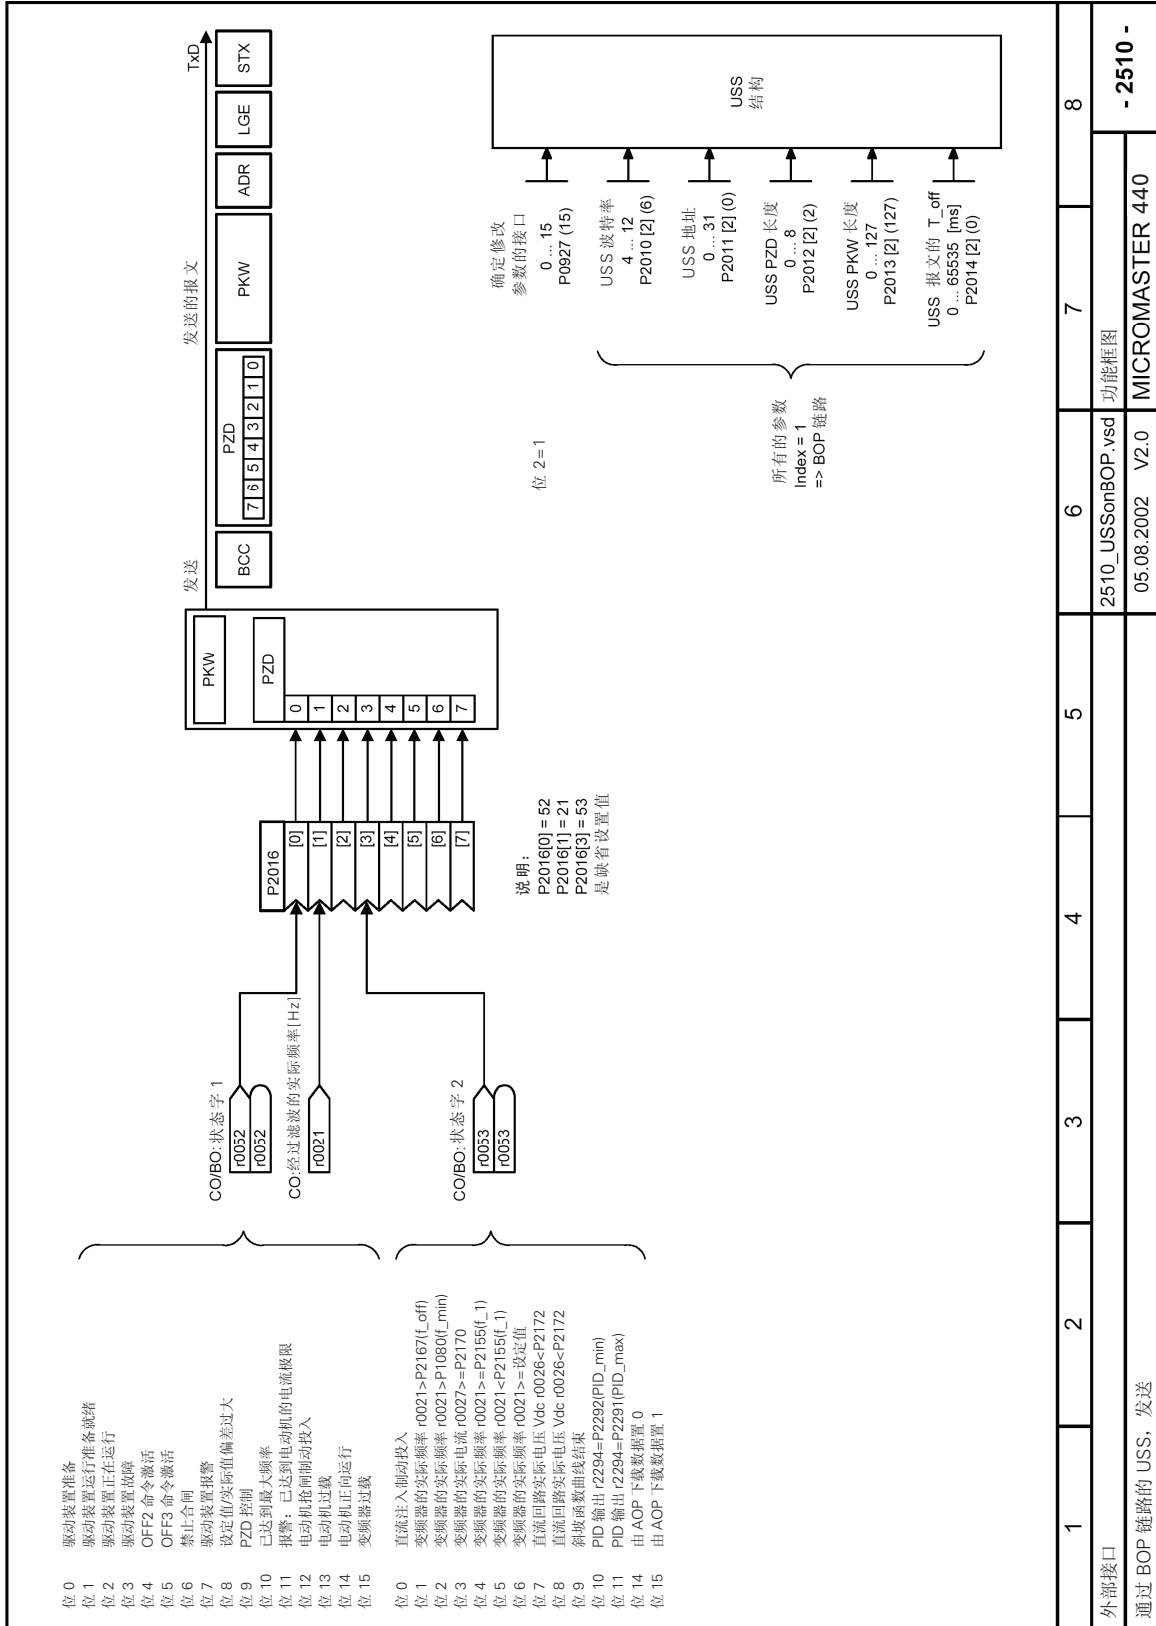 位 0 驱动装置准备
位 1 驱动装置运行准备就绪
位 2 驱动装置正在运行
位 3 驱动装置故障
位 4 OFF2 命令激活
位 5 OFF3 命令激活
位 6 禁止合闸
位 7 驱动装置报警
位 8 设定值/实际值偏差过大
位 9 PZD 控制
位 10 已达到最大频率
位 11 报警：已达到电动机的电流极限
位 12 电动机抱闸制动投入
位 13 电动机过载
位 14 电动机正向运行
位 15 变频器过载
位 0 直流注入制动投入
位 1 变频器的实际频率 r0021>P2167(f_off)
位 2 变频器的实际频率 r0021>P1080(f_min)
位 3 变频器的实际电流 r0027>=P2170
位 4 变频器的实际频率 r0021>=P2155(f_1)
位 5 变频器的实际频率 r0021<P2155(f_1)
位 6 变频器的实际频率 r0021>=设定值
位 7 直流回路实际电压 Vdc r0026<P2172
位 8 直流回路实际电压 Vdc r0026<P2172
位 9 斜坡函数曲线结束
位 10 PID 输出 r2294=P2292(PID_min)
位 11 PID 输出 r2294=P2291(PID_max)
位 14 由 AOP 下载数据置 0
位 15 由 AOP 下载数据置 1
CO/BO:状态字 1
r0052
r0052
CO:经过滤波的实际频率[Hz]
r0021
CO/BO:状态字 2
r0053
r0053
P2016
[0]
[1]
[2]
[3]
[4]
[5]
[6]
[7]
说明：
P2016[0] = 52
P2016[1] = 21
P2016[3] = 53
是缺省设置值
PKW
PZD
0
1
2
3
4
5
6
7
发送
发送的报文
TxD
BCC
PZD
7 6 5 4 3 2 1 0
PKW
ADR
LGE
STX
确定修改
参数的接口
0 ... 15
P0927 (15)
位 2=1
USS 波特率
4 ... 12
P2010 [2] (6)
USS 地址
0 ... 31
P2011 [2] (0)
USS PZD 长度
0 ... 8
P2012 [2] (2)
USS PKW 长度
0 ... 127
P2013 [2] (127)
USS 报文的 T_off
0 ... 65535 [ms]
P2014 [2] (0)
所有的参数
Index = 1
=> BOP 链路
USS
结构
1 2 3 4 5 6 7 8
外部接口 2510_USSonBOP.vsd 功能框图 - 2510 -
通过 BOP 链路的 USS，发送 05.08.2002 V2.0 MICROMASTER 440